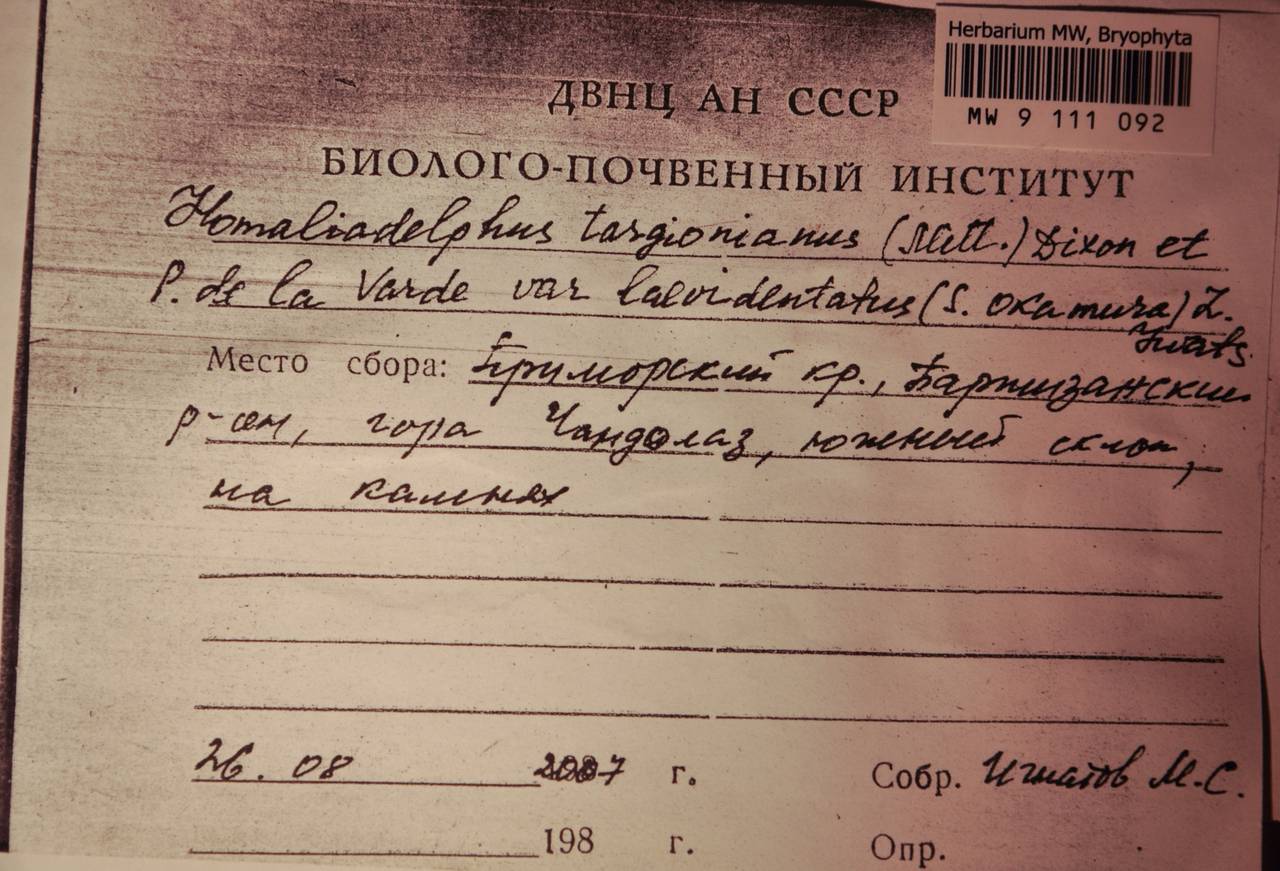 Herbarium MW, Bryophyta
MW 9 111 092
ДВНЦ АН СССР
БИОЛОГО-ПОЧВЕННЫЙ ИНСТИТУТ
Homaliadelphus targionianus (Mitt.) Dixon et
P. de la Varde var laevidentatus (S. Okamura) Z.
Iwats.
Место сбора: Приморский кр., Партизанский
р-он, гора Чандолаз, южный склон,
на камнях
26. 08 2007 г. Собр. Игнатов М.С.
198 г. Опр.